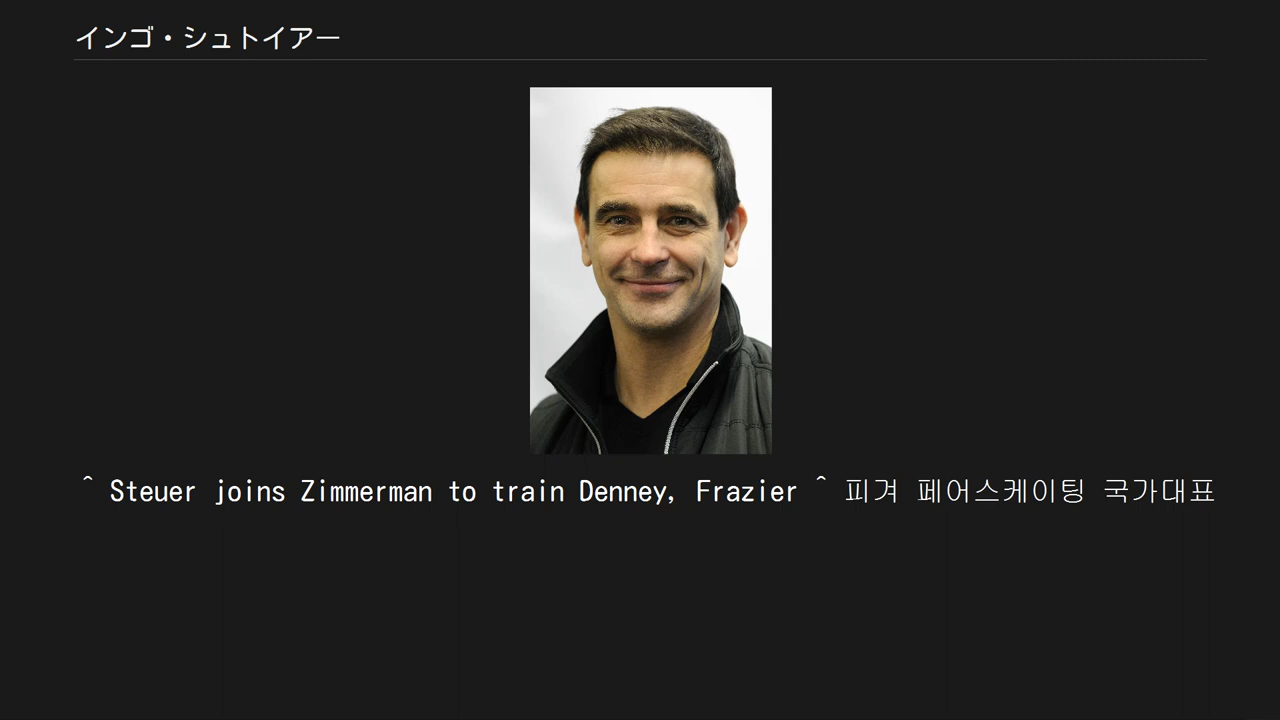 インゴ・シュトイアー
^ Steuer joins Zimmerman to train Denney, Frazier ^ 피겨 페어스케이팅 국가대표